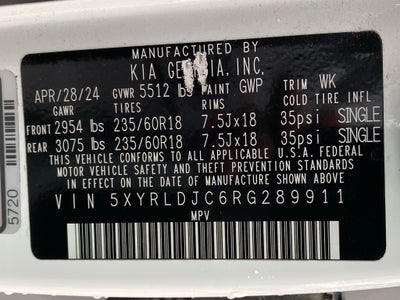 MANUFACTURED BY
KIA GEORGIA, INC.
APR/28/24 GVWR 5512 lbs PAINT GWP TRIM WK
GAWR TIRES RIMS COLD TIRE INFL
FRONT 2954 lbs 235/60R18 7.5Jx18 35psi SINGLE
REAR 3075 lbs 235/60R18 7.5Jx18 35psi SINGLE
THIS VEHICLE CONFORMS TO ALL APPLICABLE U.S.A. FEDERAL
MOTOR VEHICLE SAFETY AND THEFT PREVENTION STANDARDS
IN EFFECT ON THE DATE OF MANUFACTURE SHOWN ABOVE.
VIN 5XYRLDJC6RG289911
MPV
5720